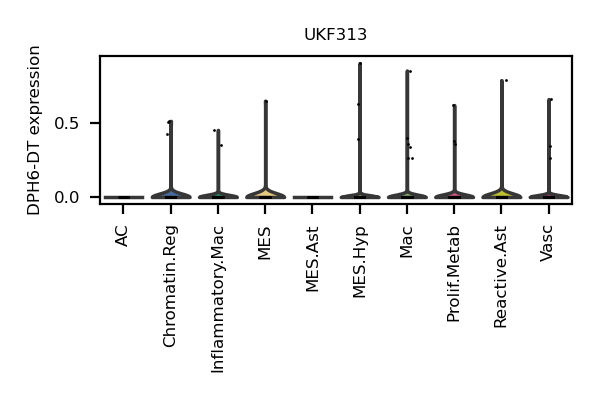 UKF313
DPH6-DT expression
0.5
0.0
AC
Chromatin.Reg
Inflammatory.Mac
MES
MES.Ast
MES.Hyp
Mac
Prolif.Metab
Reactive.Ast
Vasc